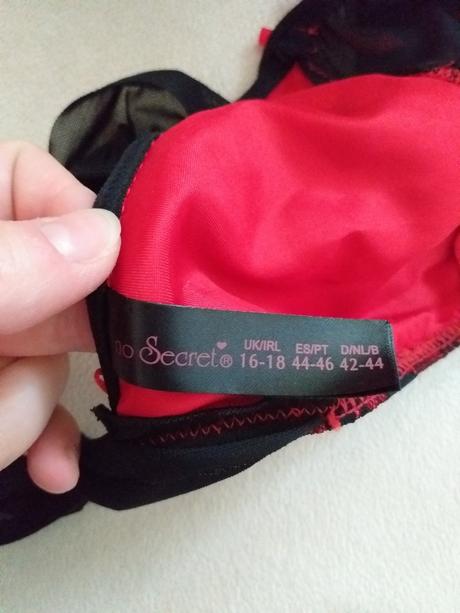 no Secret®
UK/IRL ES/PT D/NL/B
16-18 44-46 42-44